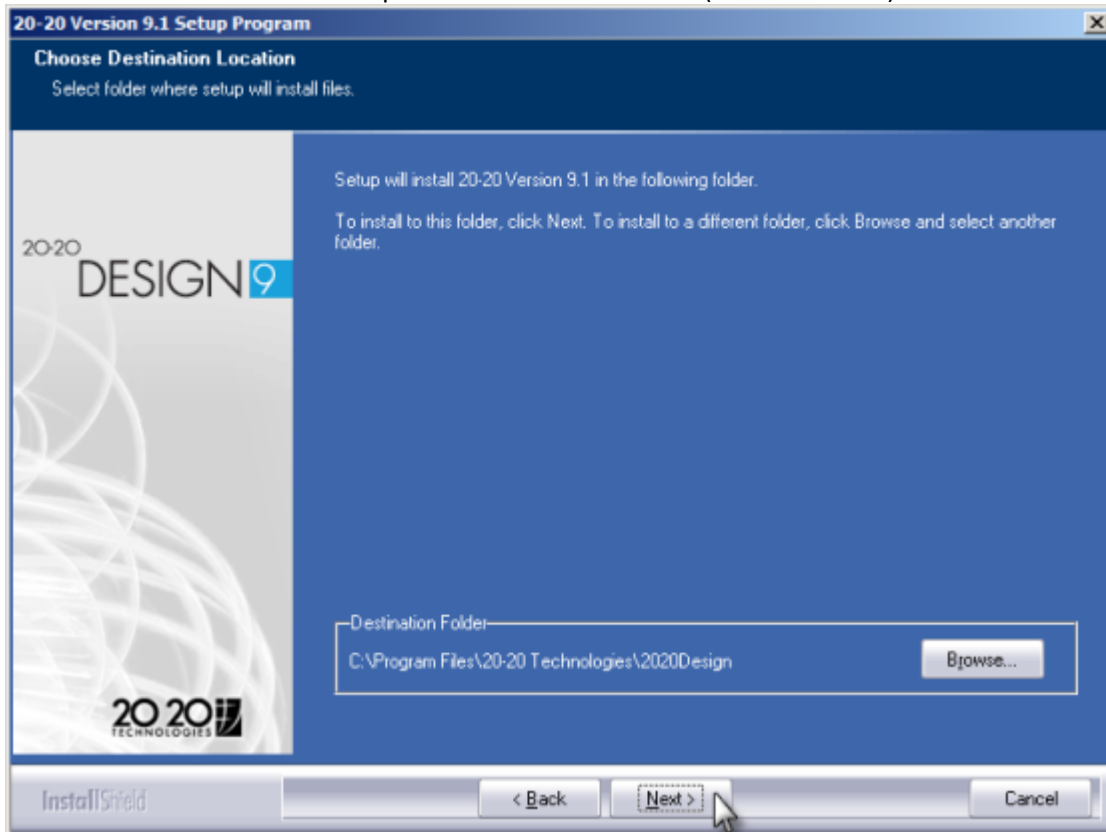 20-20 Version 9.1 Setup Program
Choose Destination Location
Select folder where setup will install files.
Setup will install 20-20 Version 9.1 in the following folder.
To install to this folder, click Next. To install to a different folder, click Browse and select another
folder.
20-20
DESIGN 9
Destination Folder
C:\Program Files\20-20 Technologies\2020Design
Browse...
20 20
TECHNOLOGIES
InstallShield
< Back
Next >
Cancel